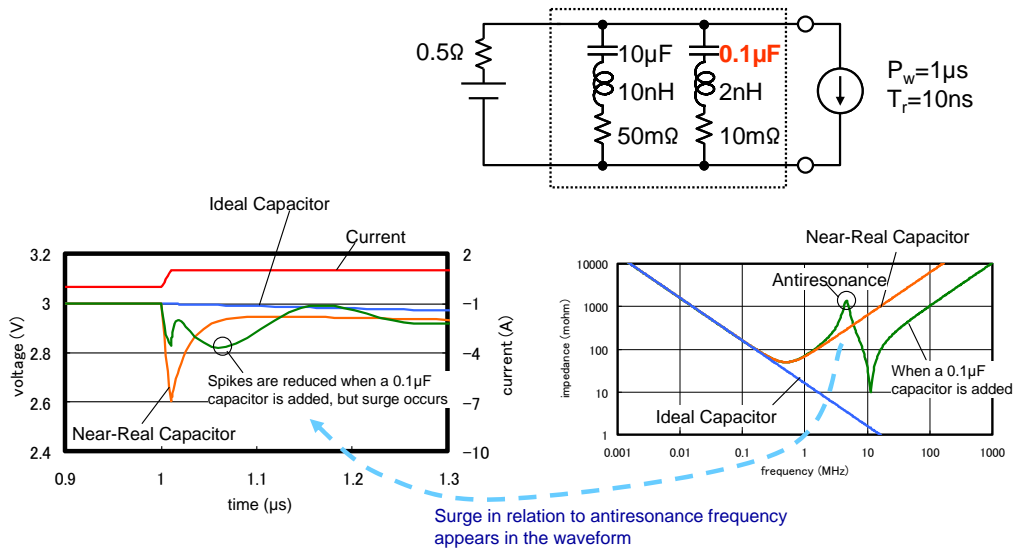 0.5Ω
10µF
0.1µF
10nH
2nH
50mΩ
10mΩ
Pw=1µs
Tr=10ns
Ideal Capacitor
Current
3.2
3
2.8
2.6
2.4
voltage (V)
2
-1
-4
-7
-10
current (A)
Spikes are reduced when a 0.1µF
capacitor is added, but surge occurs
Near-Real Capacitor
0.9
1
1.1
1.2
1.3
time (µs)
Near-Real Capacitor
Antiresonance
10000
1000
100
10
1
impedance (mohm)
When a 0.1µF
capacitor is added
Ideal Capacitor
0.001
0.01
0.1
1
10
100
1000
frequency (MHz)
Surge in relation to antiresonance frequency
appears in the waveform